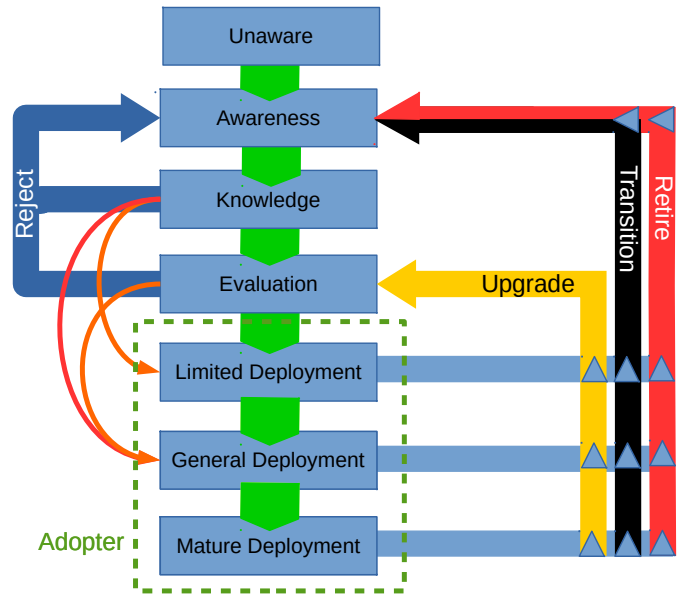 Unaware
Awareness
Knowledge
Evaluation
Limited Deployment
General Deployment
Mature Deployment
Reject
Adopter
Upgrade
Transition
Retire